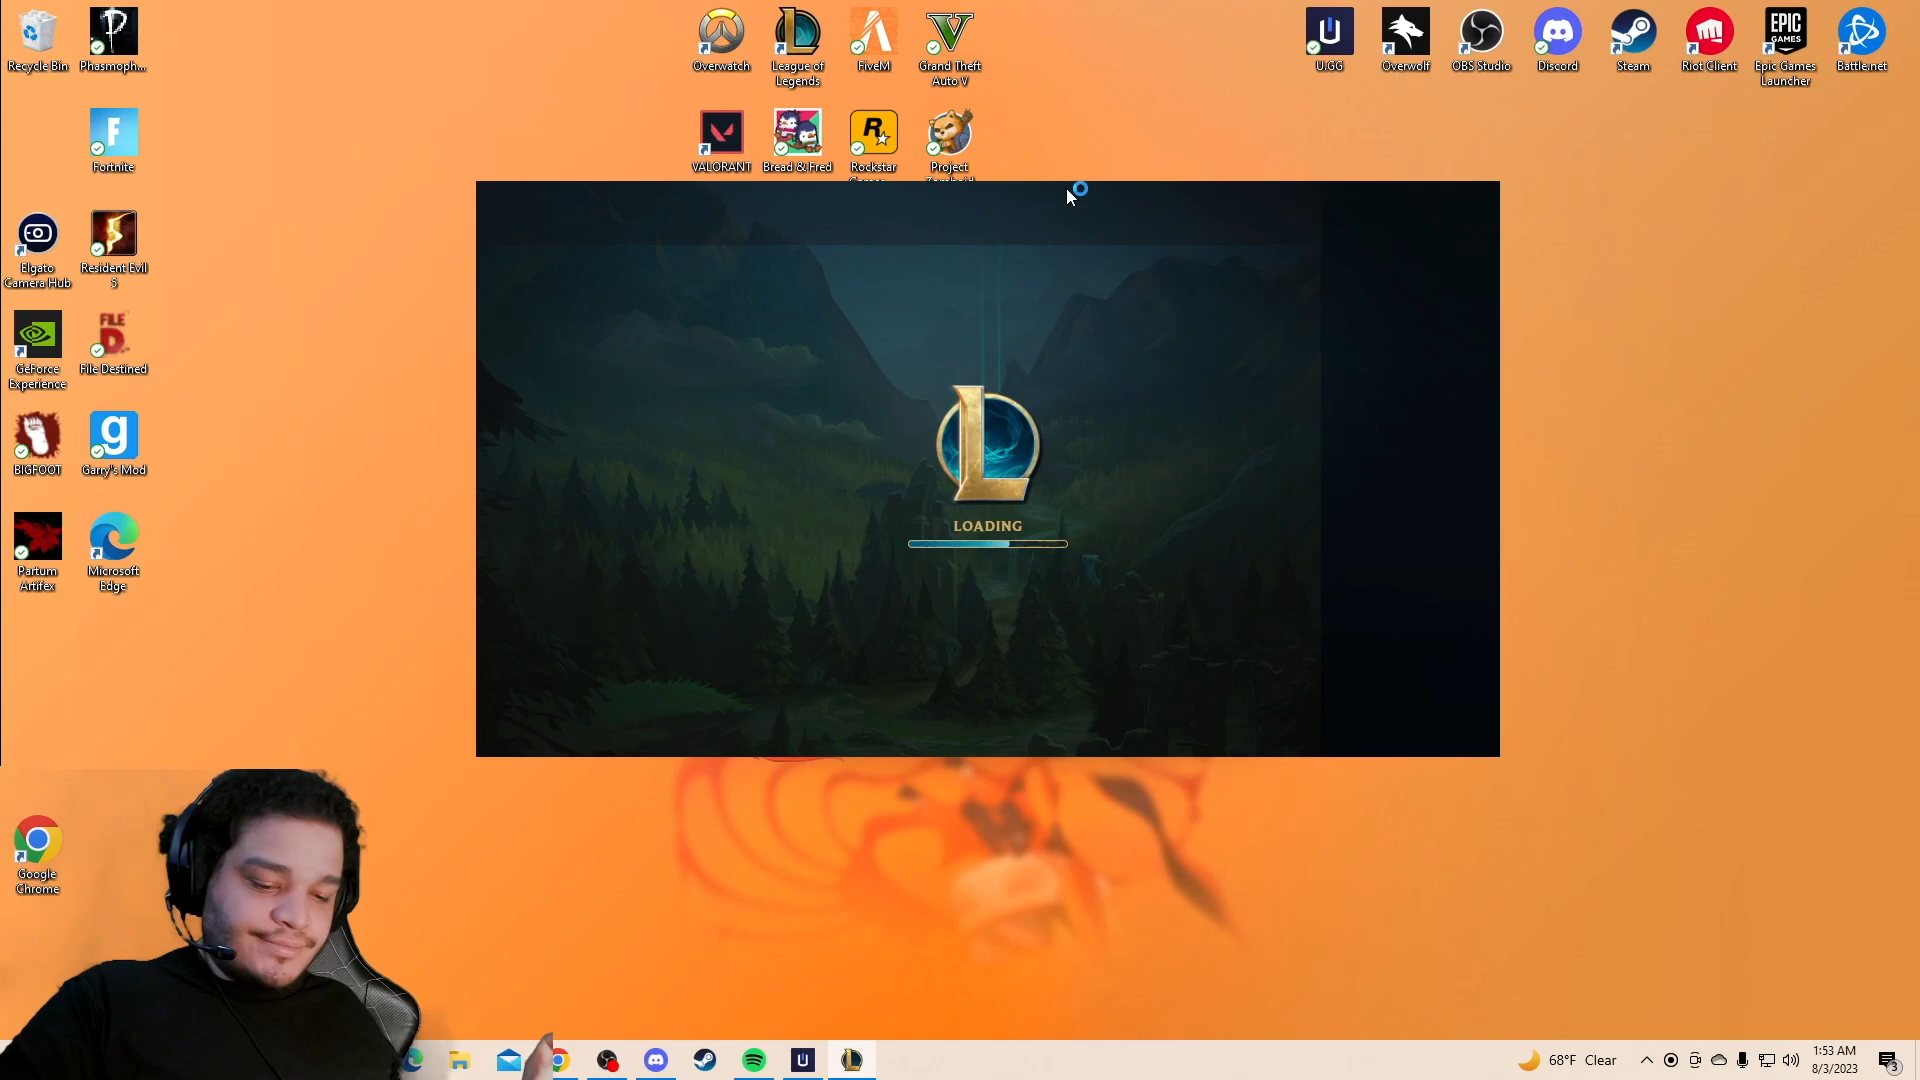 Recycle Bin
Phasmoph...
Overwatch
League of
Legends
FiveM
Grand Theft
Auto V
U.GG
Overwolf
OBS Studio
Discord
Steam
Riot Client
EPIC
GAMES
Epic Games
Launcher
Battle.net
Fortnite
VALORANT
Bread & Fred
Rockstar
Project
Elgato
Camera Hub
Resident Evil
5
GeForce
Experience
FILE
D
File Destined
BIGFOOT
g
Garry's Mod
Partum
Artifex
Microsoft
Edge
LOADING
Google
Chrome
68°F Clear
1:53 AM
8/3/2023
3